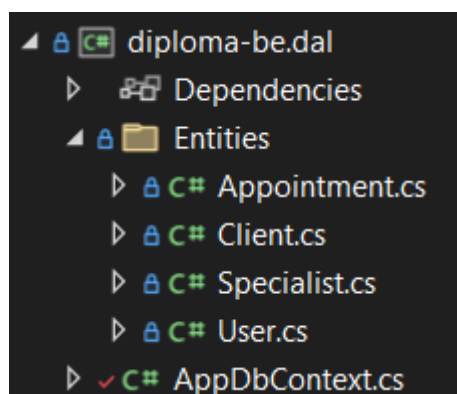 C# diploma-be.dal
Dependencies
Entities
C# Appointment.cs
C# Client.cs
C# Specialist.cs
C# User.cs
C# AppDbContext.cs